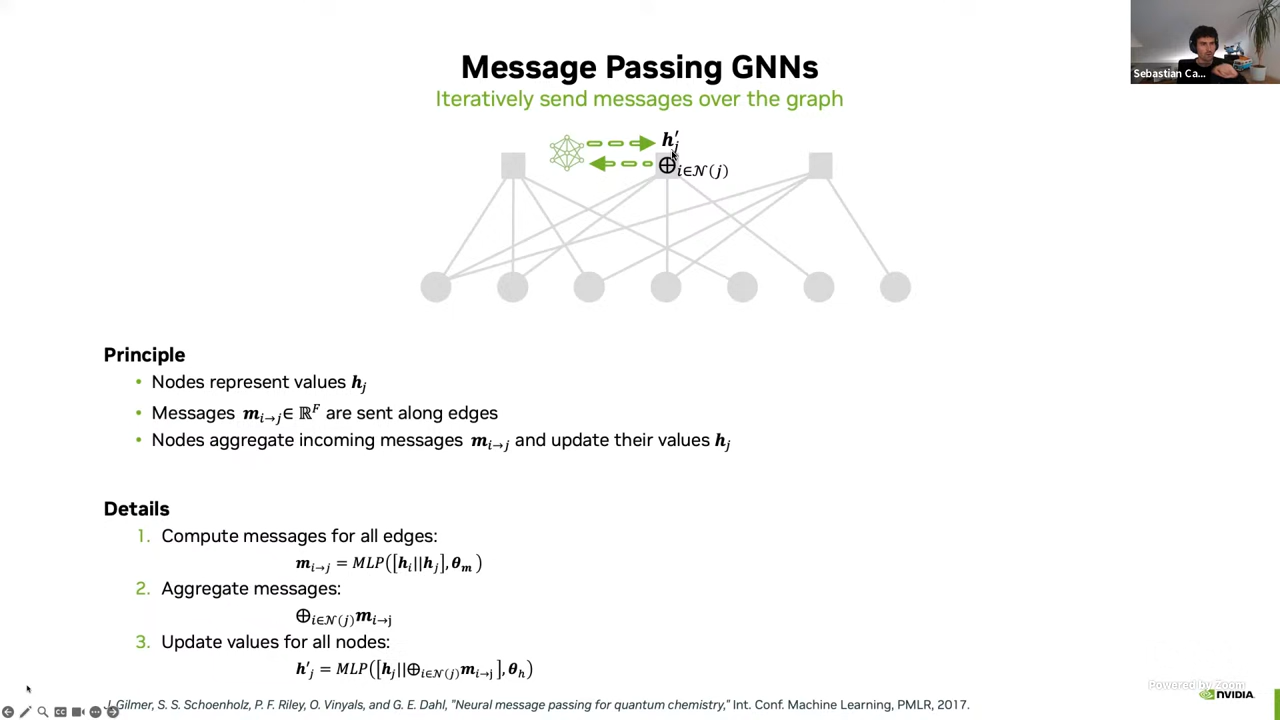 Message Passing GNNs
Iteratively send messages over the graph
Sebastian Ca...
h′ⱼ
⊕i∈𝒩(j)
Principle
• Nodes represent values hⱼ
• Messages mᵢ→ⱼ∈ ℝ^F are sent along edges
• Nodes aggregate incoming messages mᵢ→ⱼ and update their values hⱼ
Details
1. Compute messages for all edges:
mᵢ→ⱼ = MLP([hᵢ||hⱼ], θₘ)
2. Aggregate messages:
⊕i∈𝒩(j)mᵢ→j
3. Update values for all nodes:
h′ⱼ = MLP([hⱼ||⊕i∈𝒩(j)mᵢ→j], θₕ)
J. Gilmer, S. S. Schoenholz, P. F. Riley, O. Vinyals, and G. E. Dahl, "Neural message passing for quantum chemistry," Int. Conf. Machine Learning, PMLR, 2017.
Powered by Zoom
NVIDIA.